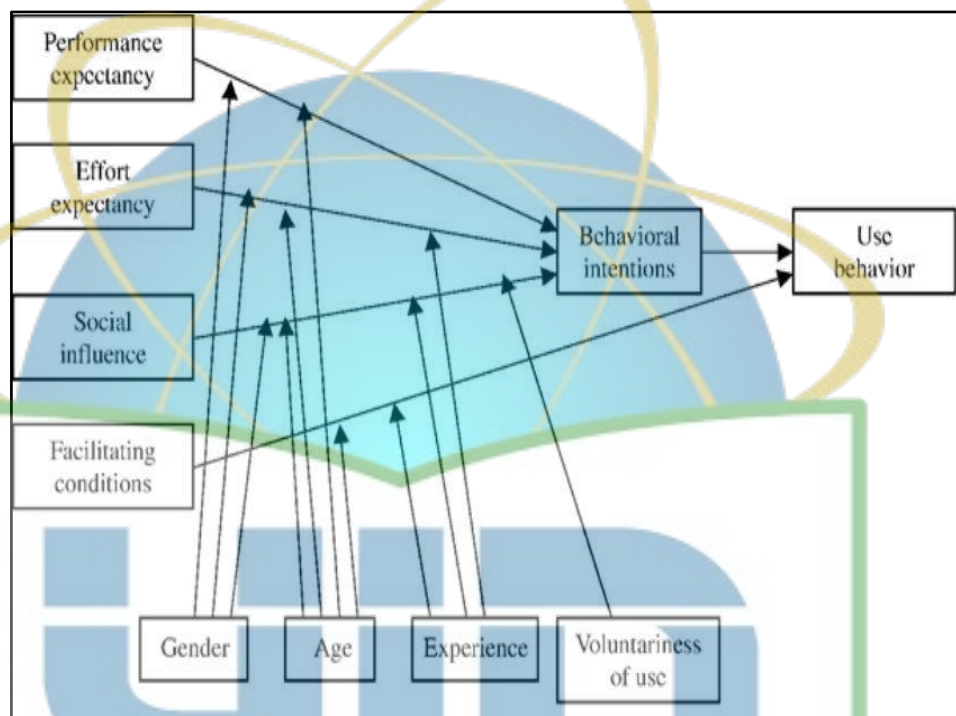 Performance
expectancy
Effort
expectancy
Social
influence
Facilitating
conditions
Behavioral
intentions
Use
behavior
Gender
Age
Experience
Voluntariness
of use